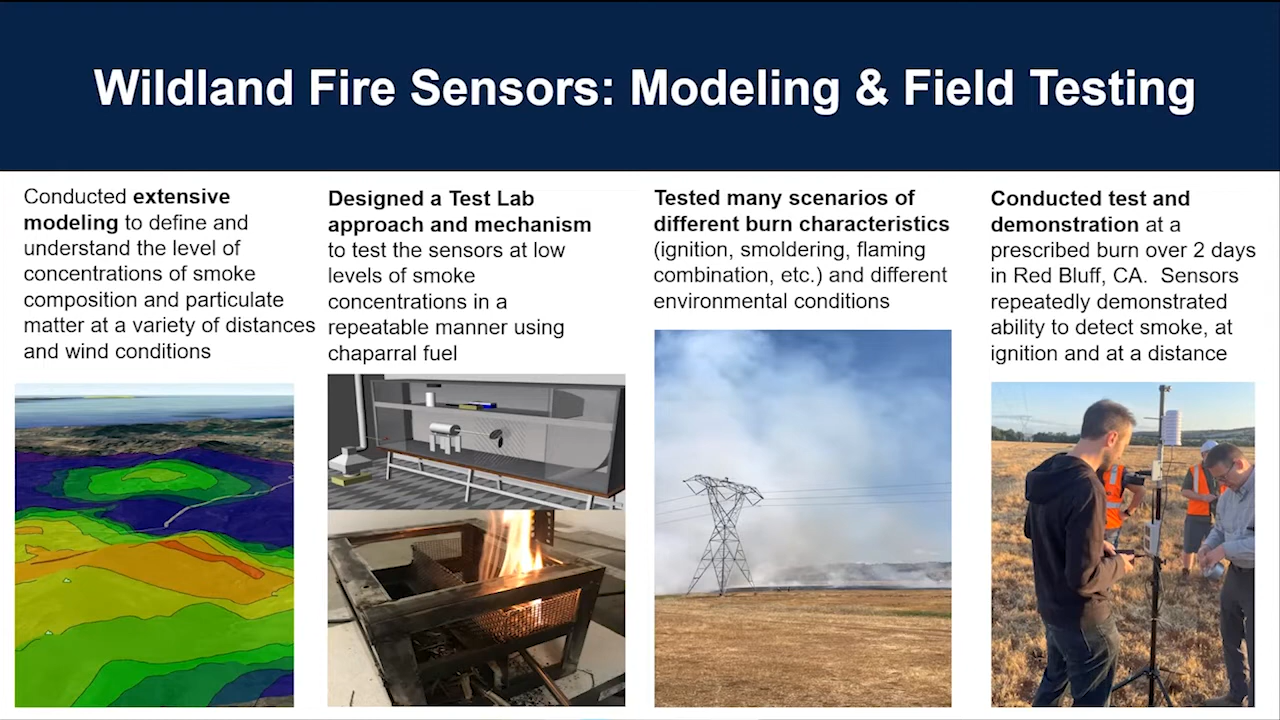 Wildland Fire Sensors: Modeling & Field Testing
Conducted extensive
modeling to define and
understand the level of
concentrations of smoke
composition and particulate
matter at a variety of distances
and wind conditions
Designed a Test Lab
approach and mechanism
to test the sensors at low
levels of smoke
concentrations in a
repeatable manner using
chaparral fuel
Tested many scenarios of
different burn characteristics
(ignition, smoldering, flaming
combination, etc.) and different
environmental conditions
Conducted test and
demonstration at a
prescribed burn over 2 days
in Red Bluff, CA. Sensors
repeatedly demonstrated
ability to detect smoke, at
ignition and at a distance